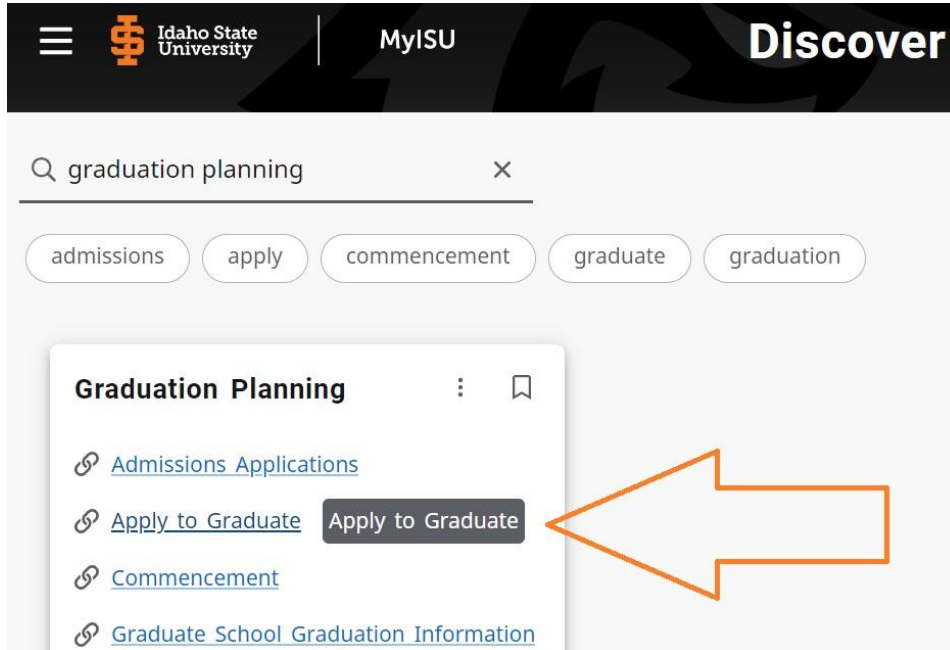 Idaho State
University
MyISU
Discover
graduation planning
admissions
apply
commencement
graduate
graduation
Graduation Planning
Admissions Applications
Apply to Graduate
Apply to Graduate
Commencement
Graduate School Graduation Information